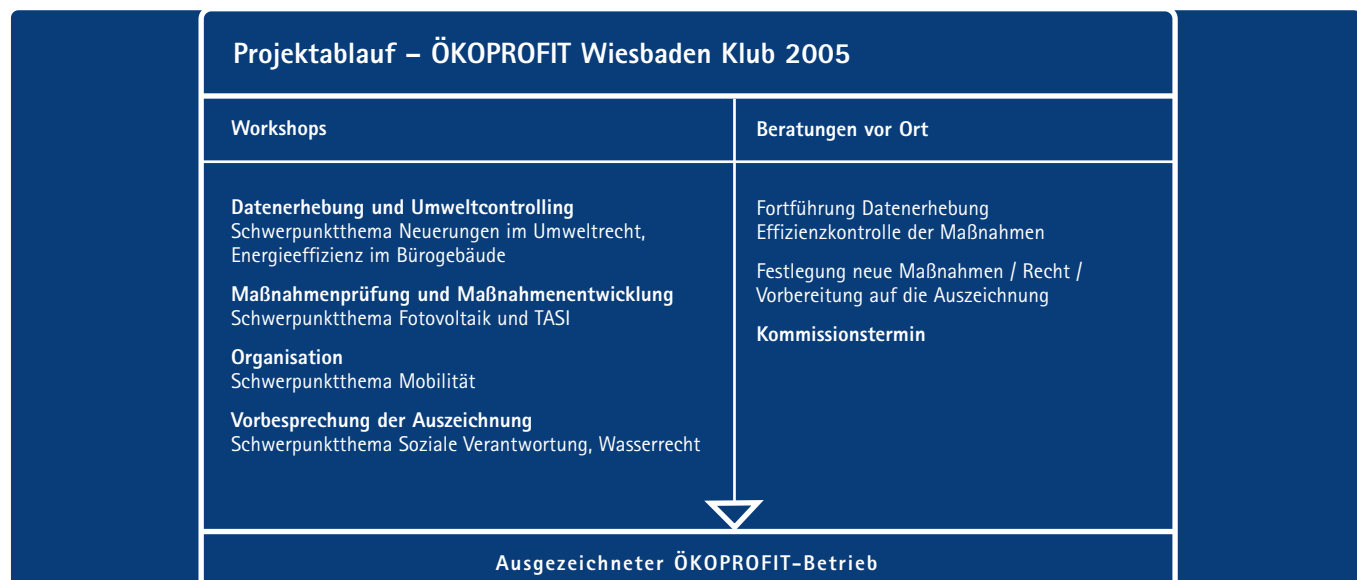 Projektablauf – ÖKOPROFIT Wiesbaden Klub 2005
Workshops
Datenerhebung und Umweltcontrolling
Schwerpunktthema Neuerungen im Umweltrecht,
Energieeffizienz im Bürogebäude
Maßnahmenprüfung und Maßnahmenentwicklung
Schwerpunktthema Fotovoltaik und TASI
Organisation
Schwerpunktthema Mobilität
Vorbesprechung der Auszeichnung
Schwerpunktthema Soziale Verantwortung, Wasserrecht
Beratungen vor Ort
Fortführung Datenerhebung
Effizienzkontrolle der Maßnahmen
Festlegung neue Maßnahmen / Recht /
Vorbereitung auf die Auszeichnung
Kommissionstermin
Ausgezeichneter ÖKOPROFIT-Betrieb